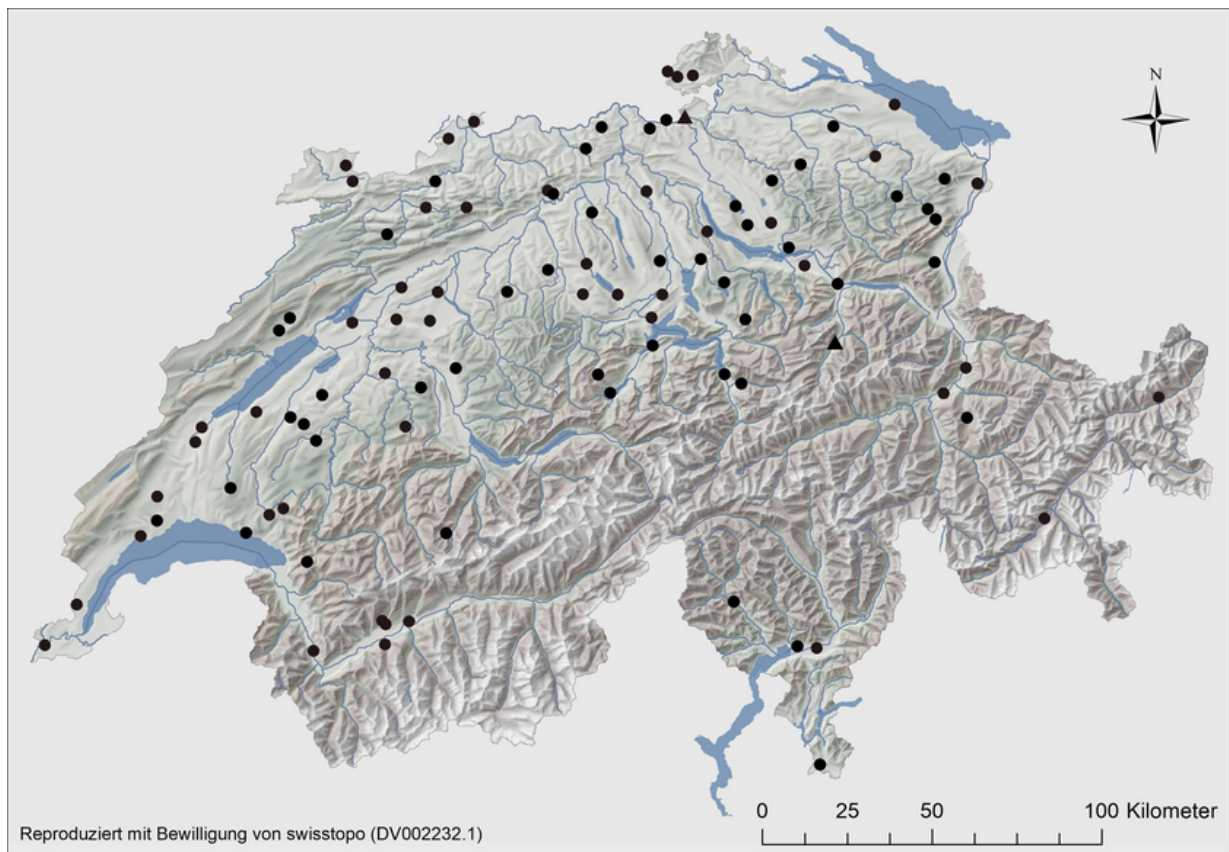 N
0 25 50 100 Kilometer
Reproduziert mit Bewilligung von swisstopo (DV002232.1)